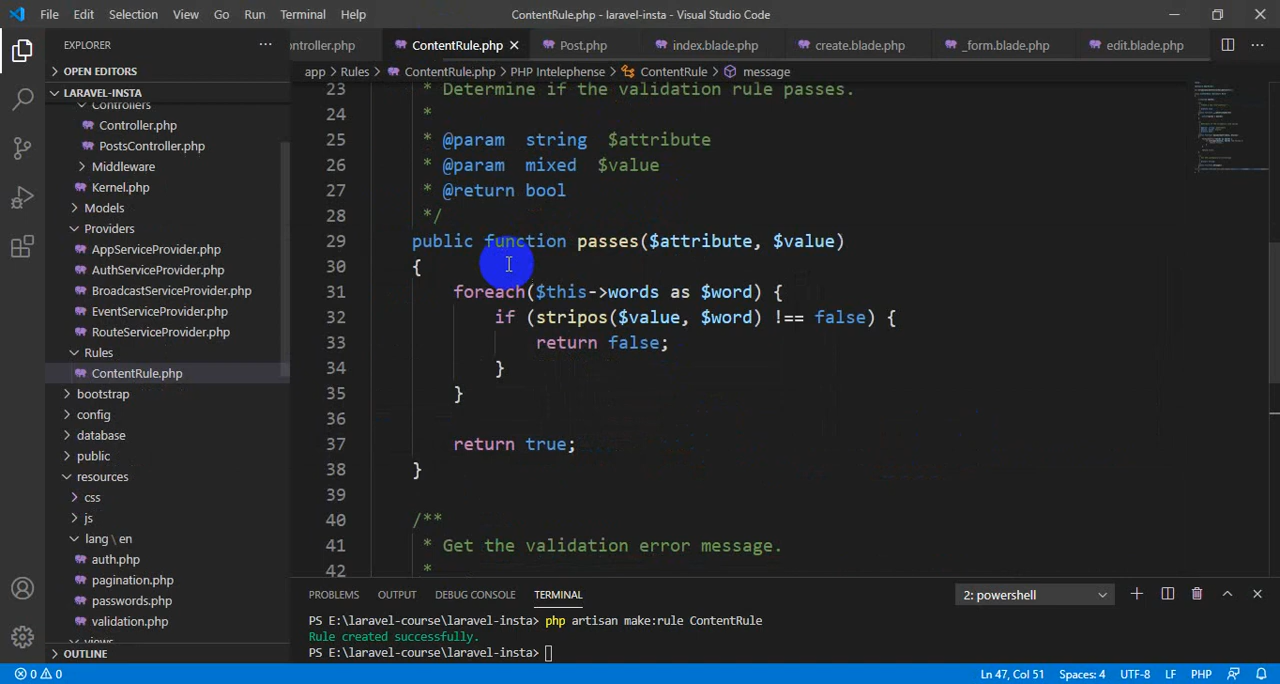 File Edit Selection View Go Run Terminal Help
ContentRule.php - laravel-insta - Visual Studio Code
EXPLORER
ontroller.php ContentRule.php Post.php index.blade.php create.blade.php _form.blade.php edit.blade.php
OPEN EDITORS
app > Rules > ContentRule.php > PHP Intelephense > ContentRule > message
LARAVEL-INSTA
Controllers
Controller.php
PostsController.php
Middleware
Kernel.php
Models
Providers
AppServiceProvider.php
AuthServiceProvider.php
BroadcastServiceProvider.php
EventServiceProvider.php
RouteServiceProvider.php
Rules
ContentRule.php
bootstrap
config
database
public
resources
css
js
lang \ en
auth.php
pagination.php
passwords.php
validation.php
views
OUTLINE
23 * Determine if the validation rule passes.
24 *
25 * @param string $attribute
26 * @param mixed $value
27 * @return bool
28 */
29 public function passes($attribute, $value)
30 {
31 foreach($this->words as $word) {
32 if (stripos($value, $word) !== false) {
33 return false;
34 }
35 }
36
37 return true;
38 }
39
40 /**
41 * Get the validation error message.
42 *
PROBLEMS OUTPUT DEBUG CONSOLE TERMINAL
2: powershell
PS E:\laravel-course\laravel-insta> php artisan make:rule ContentRule
Rule created successfully.
PS E:\laravel-course\laravel-insta>
0 0
Ln 47, Col 51 Spaces: 4 UTF-8 LF PHP